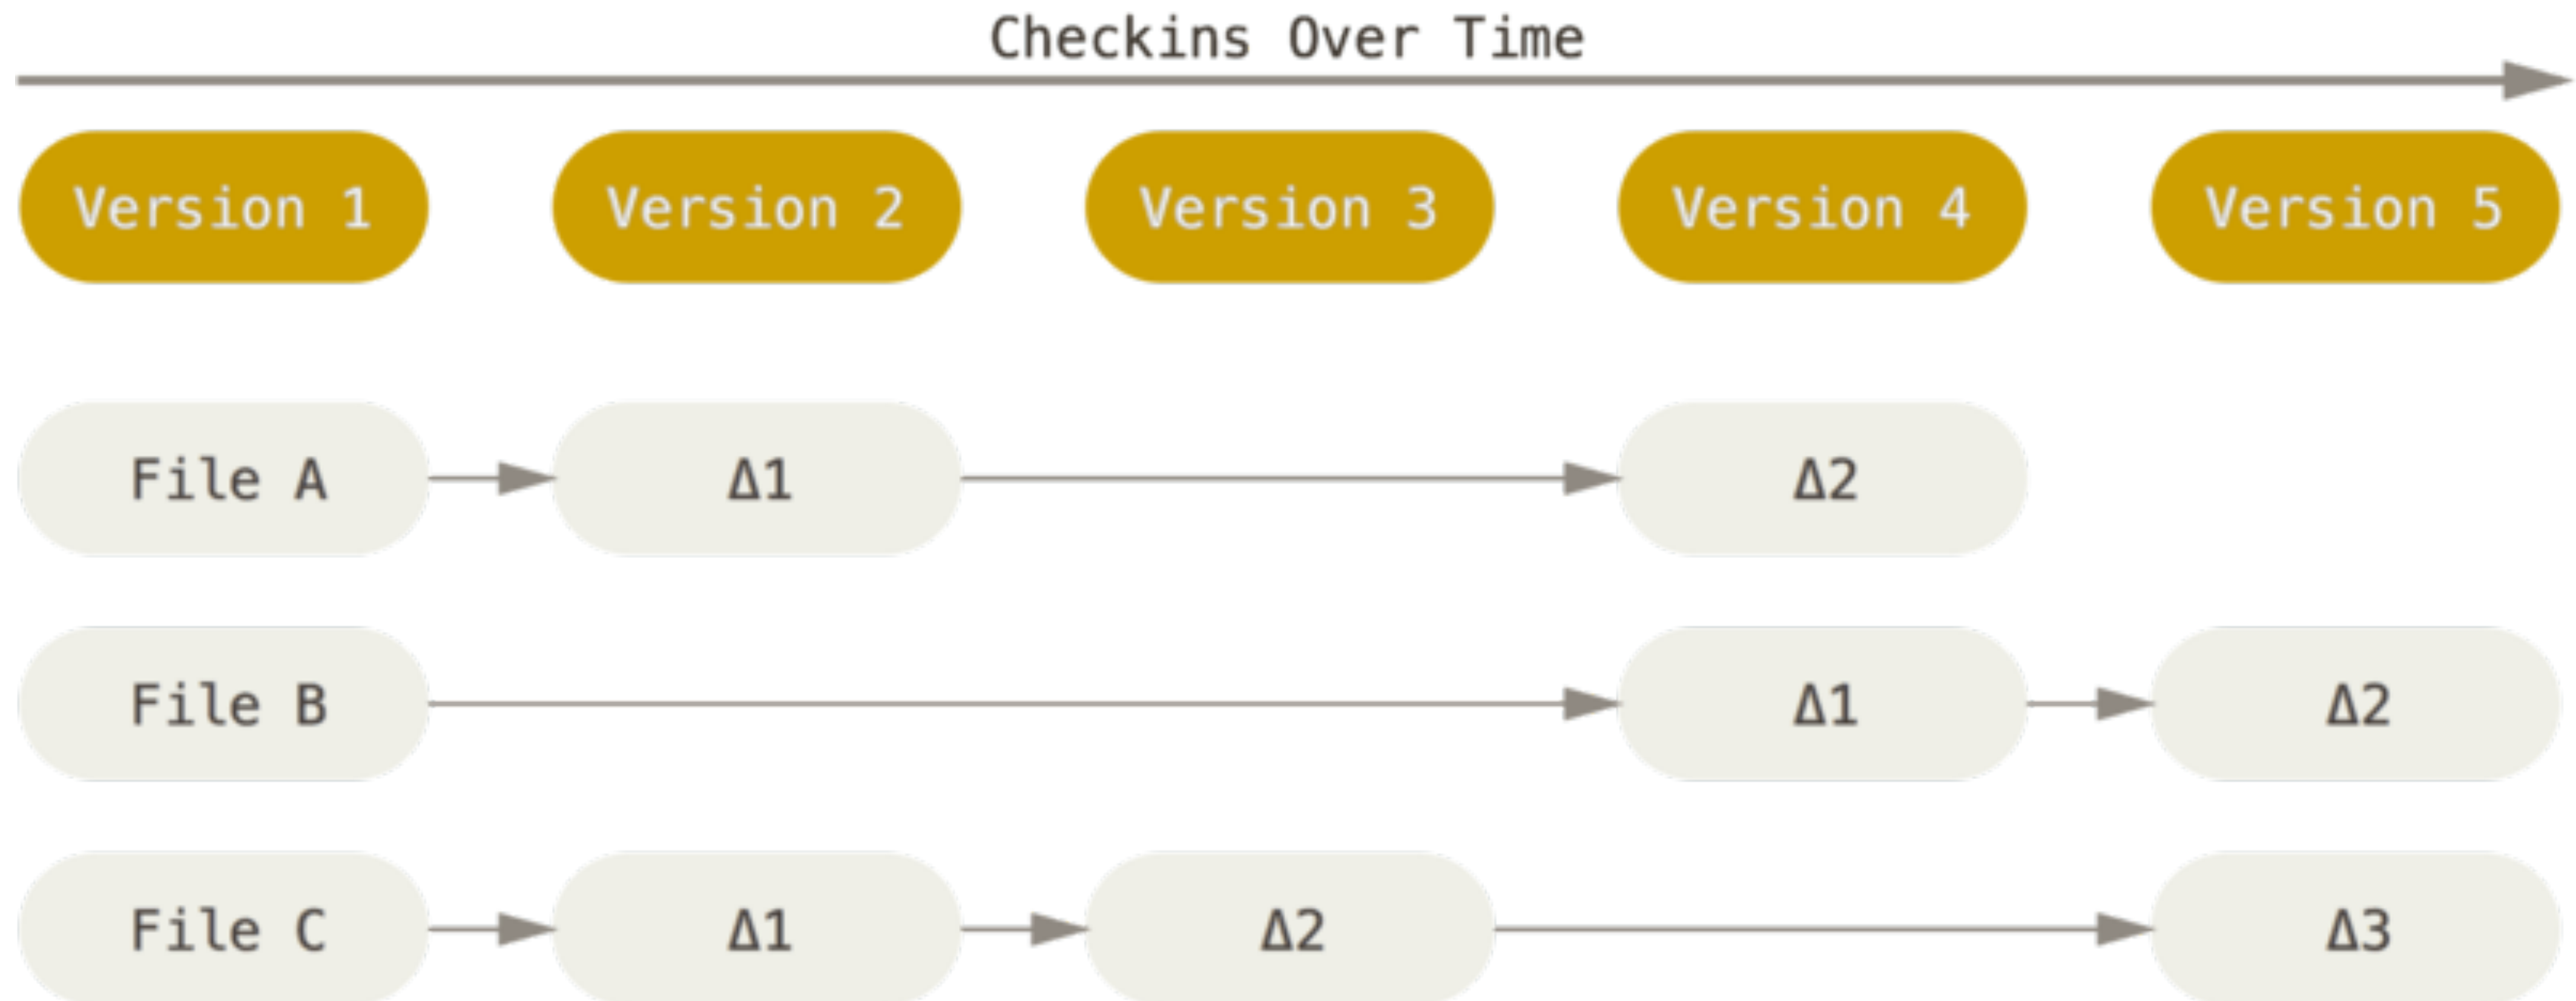 Checkins Over Time
Version 1 Version 2 Version 3 Version 4 Version 5
File A Δ1 Δ2
File B Δ1 Δ2
File C Δ1 Δ2 Δ3